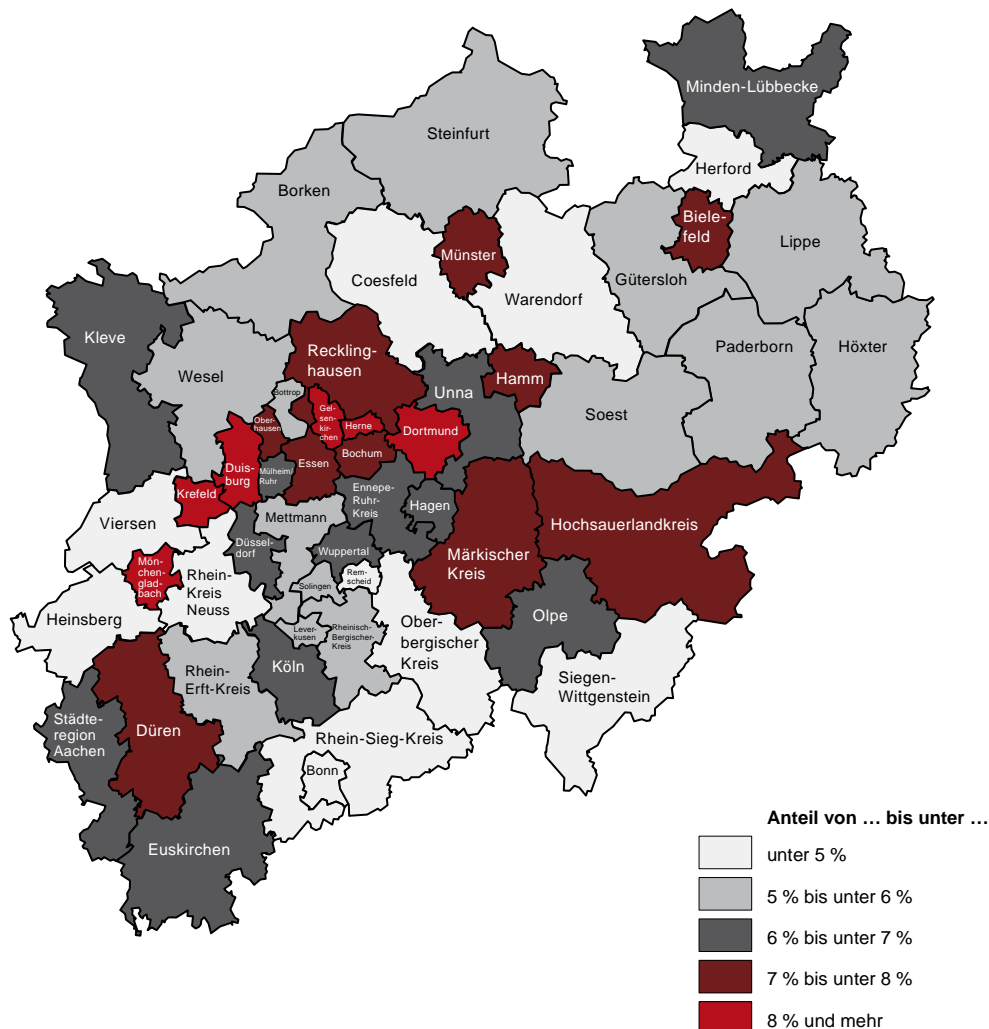 Minden-Lübbecke
Steinfurt
Herford
Borken
Biele-
feld
Lippe
Münster
Coesfeld
Gütersloh
Warendorf
Kleve
Paderborn
Höxter
Reckling-
hausen
Wesel
Hamm
Unna
Bottrop
Soest
Gel-
sen-
kir-
chen
Ober-
hausen
Herne
Dortmund
Bochum
Essen
Duis-
burg
Mülheim/
Ruhr
Krefeld
Ennepe-
Ruhr-
Kreis
Hagen
Viersen
Mettmann
Hochsauerlandkreis
Düssel-
dorf
Wuppertal
Märkischer
Kreis
Mön-
chen-
glad-
bach
Rhein-
Kreis
Neuss
Rem-
scheid
Solingen
Heinsberg
Olpe
Lever-
kusen
Rheinisch-
Bergischer-
Kreis
Ober-
bergischer
Kreis
Köln
Rhein-
Erft-Kreis
Siegen-
Wittgenstein
Städte-
region
Aachen
Düren
Rhein-Sieg-Kreis
Bonn
Euskirchen
Anteil von … bis unter …
unter 5 %
5 % bis unter 6 %
6 % bis unter 7 %
7 % bis unter 8 %
8 % und mehr